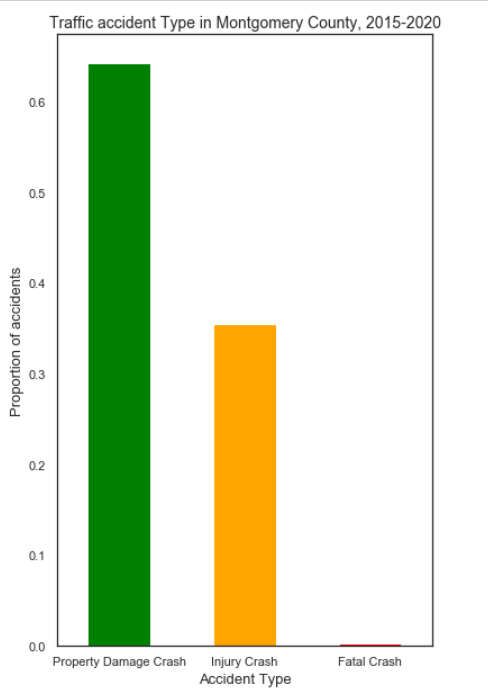 Traffic accident Type in Montgomery County, 2015-2020
0.6
0.5
0.4
0.3
0.2
0.1
0.0
Proportion of accidents
Property Damage Crash
Injury Crash
Fatal Crash
Accident Type